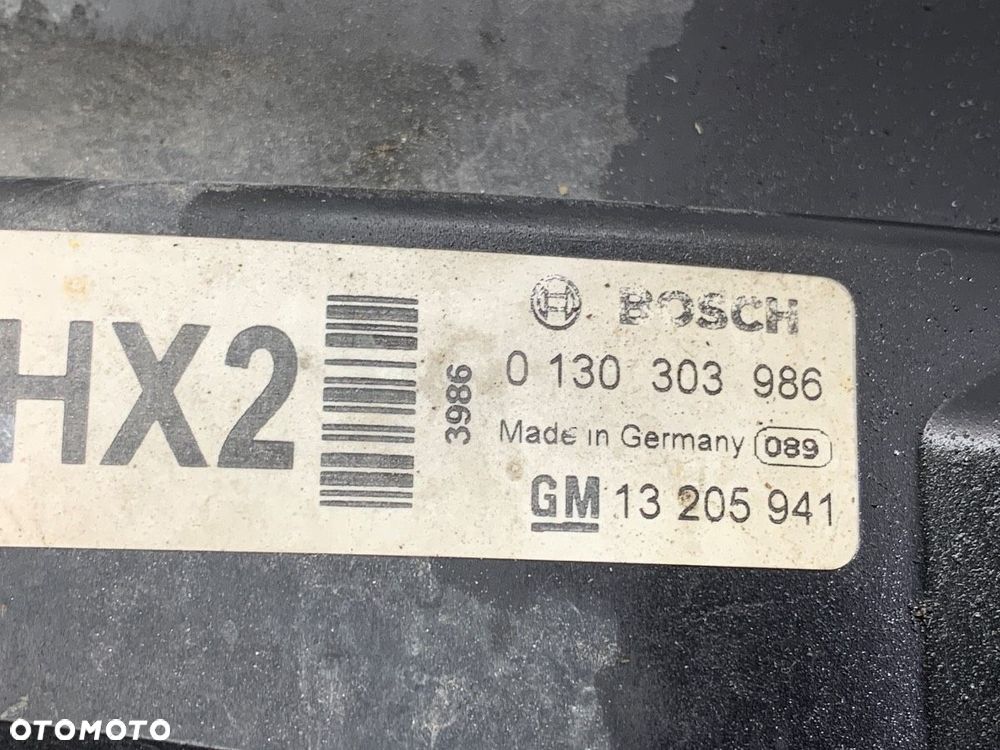 HX2
3986
BOSCH
0 130 303 986
Made in Germany 089
GM 13 205 941
OTOMOTO